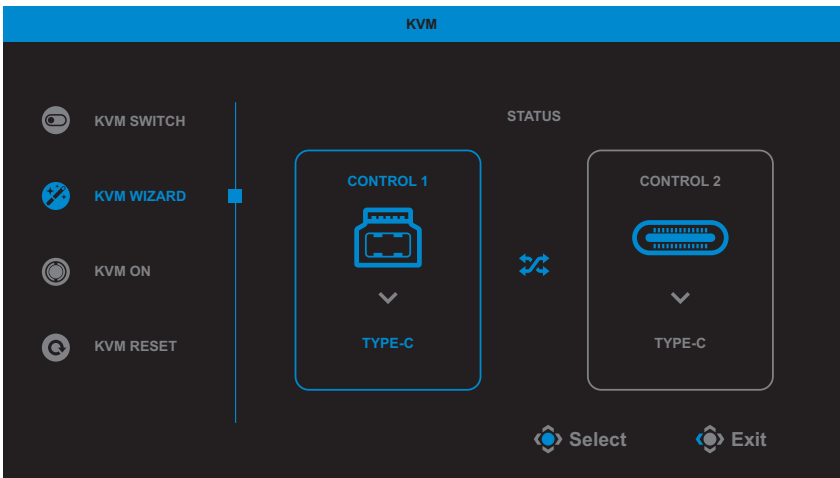 KVM
KVM SWITCH
KVM WIZARD
KVM ON
KVM RESET
STATUS
CONTROL 1
TYPE-C
CONTROL 2
TYPE-C
Select
Exit